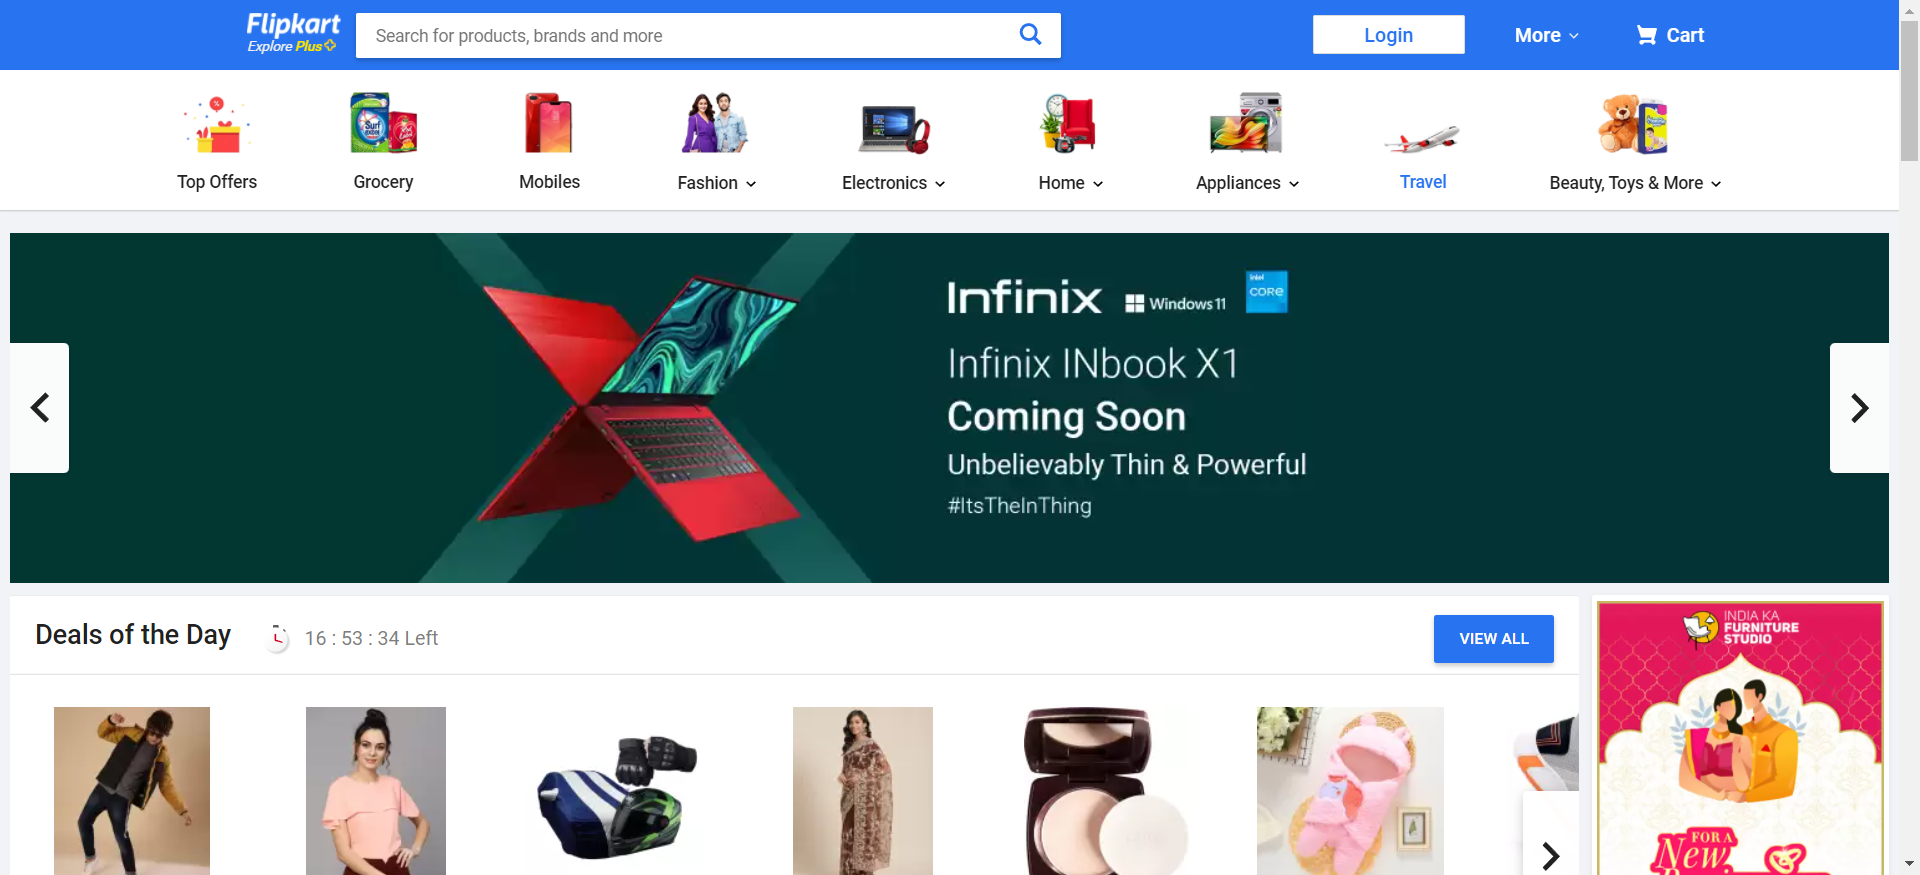 Flipkart
Explore Plus
Search for products, brands and more
Login
More
Cart
Top Offers
Grocery
Mobiles
Fashion
Electronics
Home
Appliances
Travel
Beauty, Toys & More
Surf excel
Infinix
Windows 11
intel
CORE
Infinix INbook X1
Coming Soon
Unbelievably Thin & Powerful
#ItsTheInThing
Deals of the Day
16 : 53 : 34 Left
VIEW ALL
INDIA KA
FURNITURE
STUDIO
FOR A
New